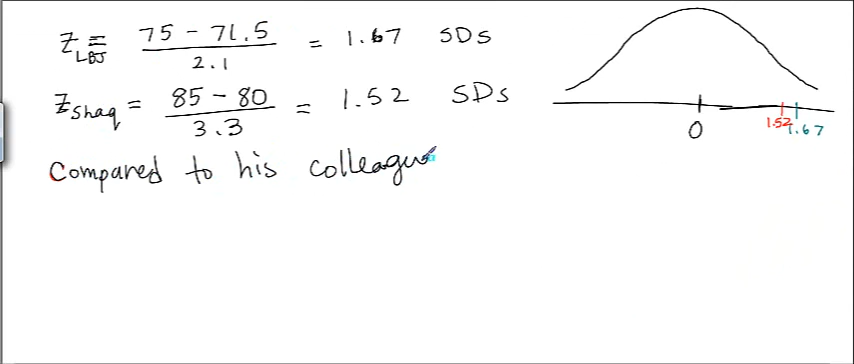 Z_LBJ = (75 - 71.5) / 2.1 = 1.67 SDs
Z_Shaq = (85 - 80) / 3.3 = 1.52 SDs
Compared to his colleagu
0
1.52
1.67